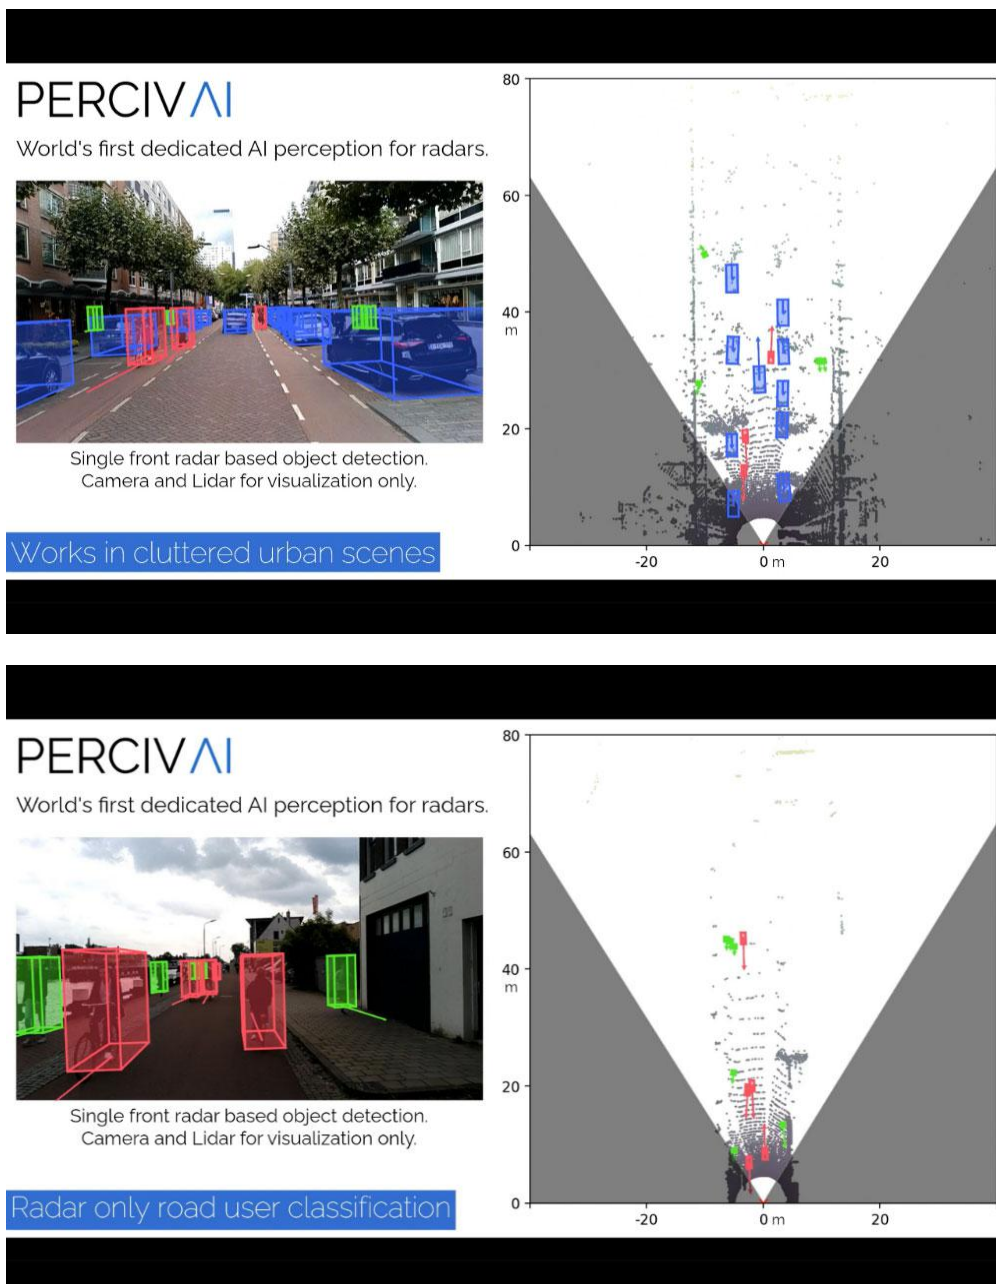 PERCIVAI
World's first dedicated AI perception for radars.
Single front radar based object detection.
Camera and Lidar for visualization only.
Works in cluttered urban scenes
80
60
40
m
20
0
-20 0 m 20
PERCIVAI
World's first dedicated AI perception for radars.
Single front radar based object detection.
Camera and Lidar for visualization only.
Radar only road user classification
80
60
40
m
20
0
-20 0 m 20